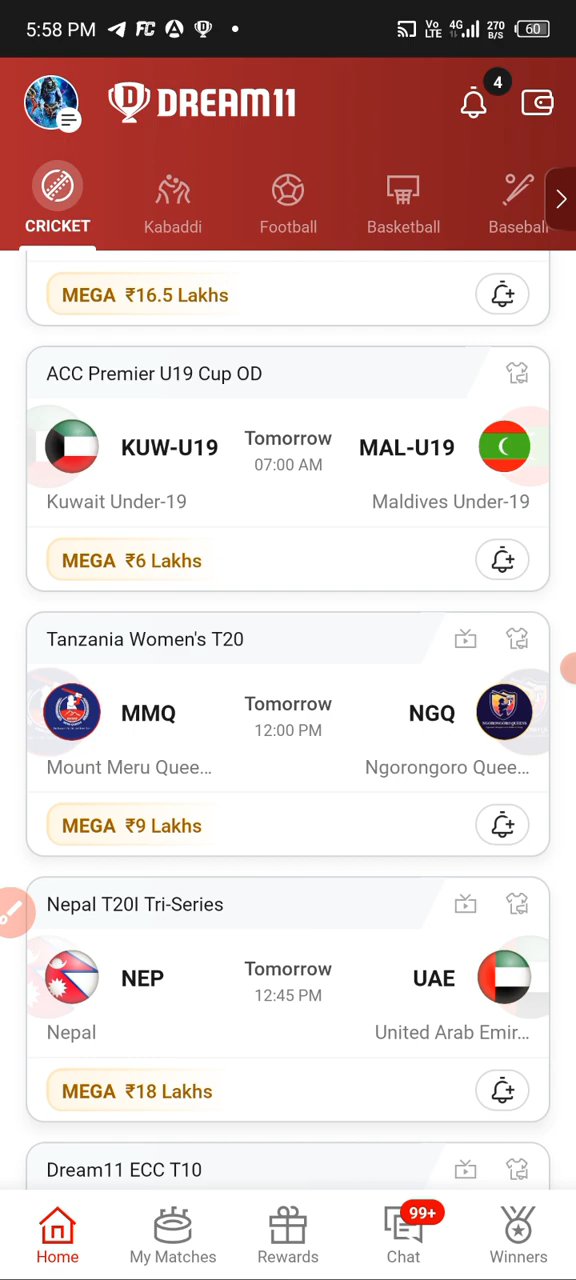 5:58 PM FC Vo LTE 4G 270 B/S 60
4
DREAM11
CRICKET Kabaddi Football Basketball Baseball
MEGA ₹16.5 Lakhs
ACC Premier U19 Cup OD
KUW-U19 Tomorrow MAL-U19
07:00 AM
Kuwait Under-19 Maldives Under-19
MEGA ₹6 Lakhs
Tanzania Women's T20
MMQ Tomorrow NGQ
12:00 PM
Mount Meru Quee... Ngorongoro Quee...
MEGA ₹9 Lakhs
Nepal T20I Tri-Series
NEP Tomorrow UAE
12:45 PM
Nepal United Arab Emir...
MEGA ₹18 Lakhs
Dream11 ECC T10
99+
Home My Matches Rewards Chat Winners